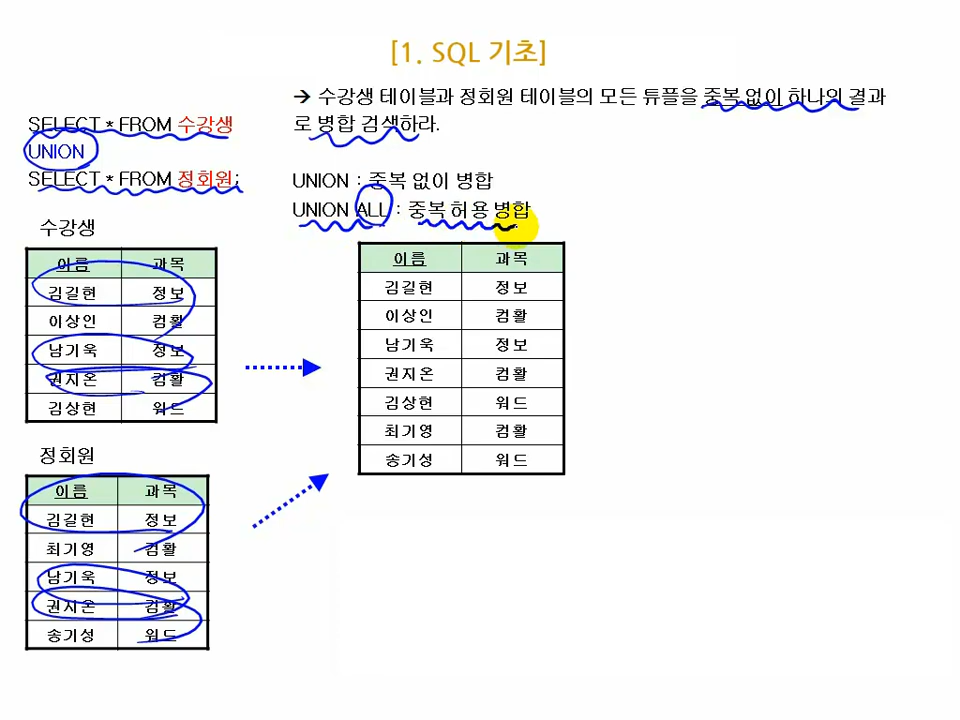 [1. SQL 기초]
→ 수강생 테이블과 정회원 테이블의 모든 튜플을 중복 없이 하나의 결과
로 병합 검색하라.
SELECT * FROM 수강생
UNION
SELECT * FROM 정회원;
UNION : 중복 없이 병합
UNION ALL : 중복 허용 병합
수강생
이름 과목
김길현 정보
이상인 컴활
남기욱 정보
권지온 컴활
김상현 워드
정회원
이름 과목
김길현 정보
최기영 컴활
남기욱 정보
권지온 컴활
송기성 워드
이름 과목
김길현 정보
이상인 컴활
남기욱 정보
권지온 컴활
김상현 워드
최기영 컴활
송기성 워드